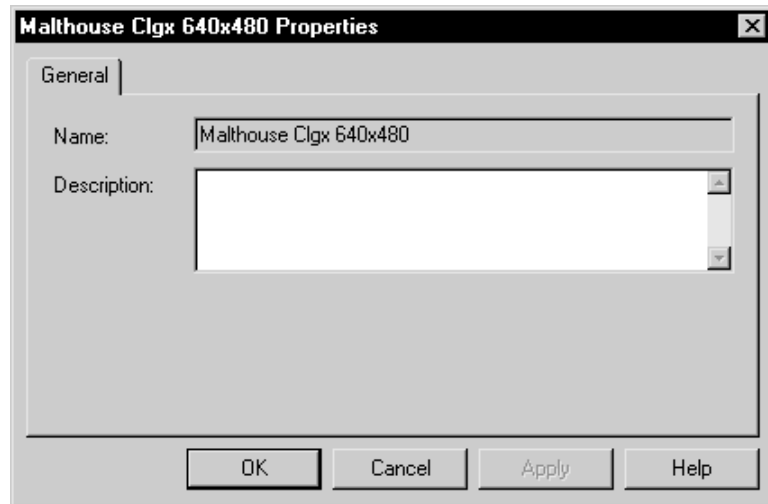 Malthouse Clgx 640x480 Properties
General
Name:
Malthouse Clgx 640x480
Description:
OK
Cancel
Apply
Help